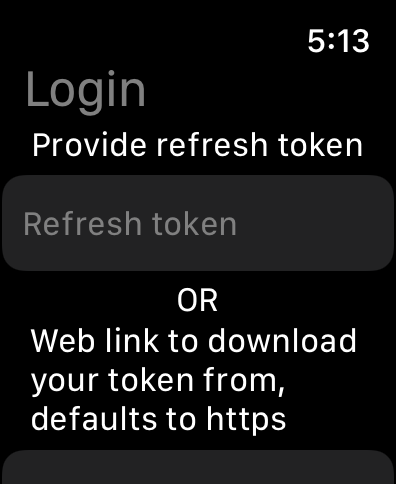 5:13
Login
Provide refresh token
Refresh token
OR
Web link to download
your token from,
defaults to https